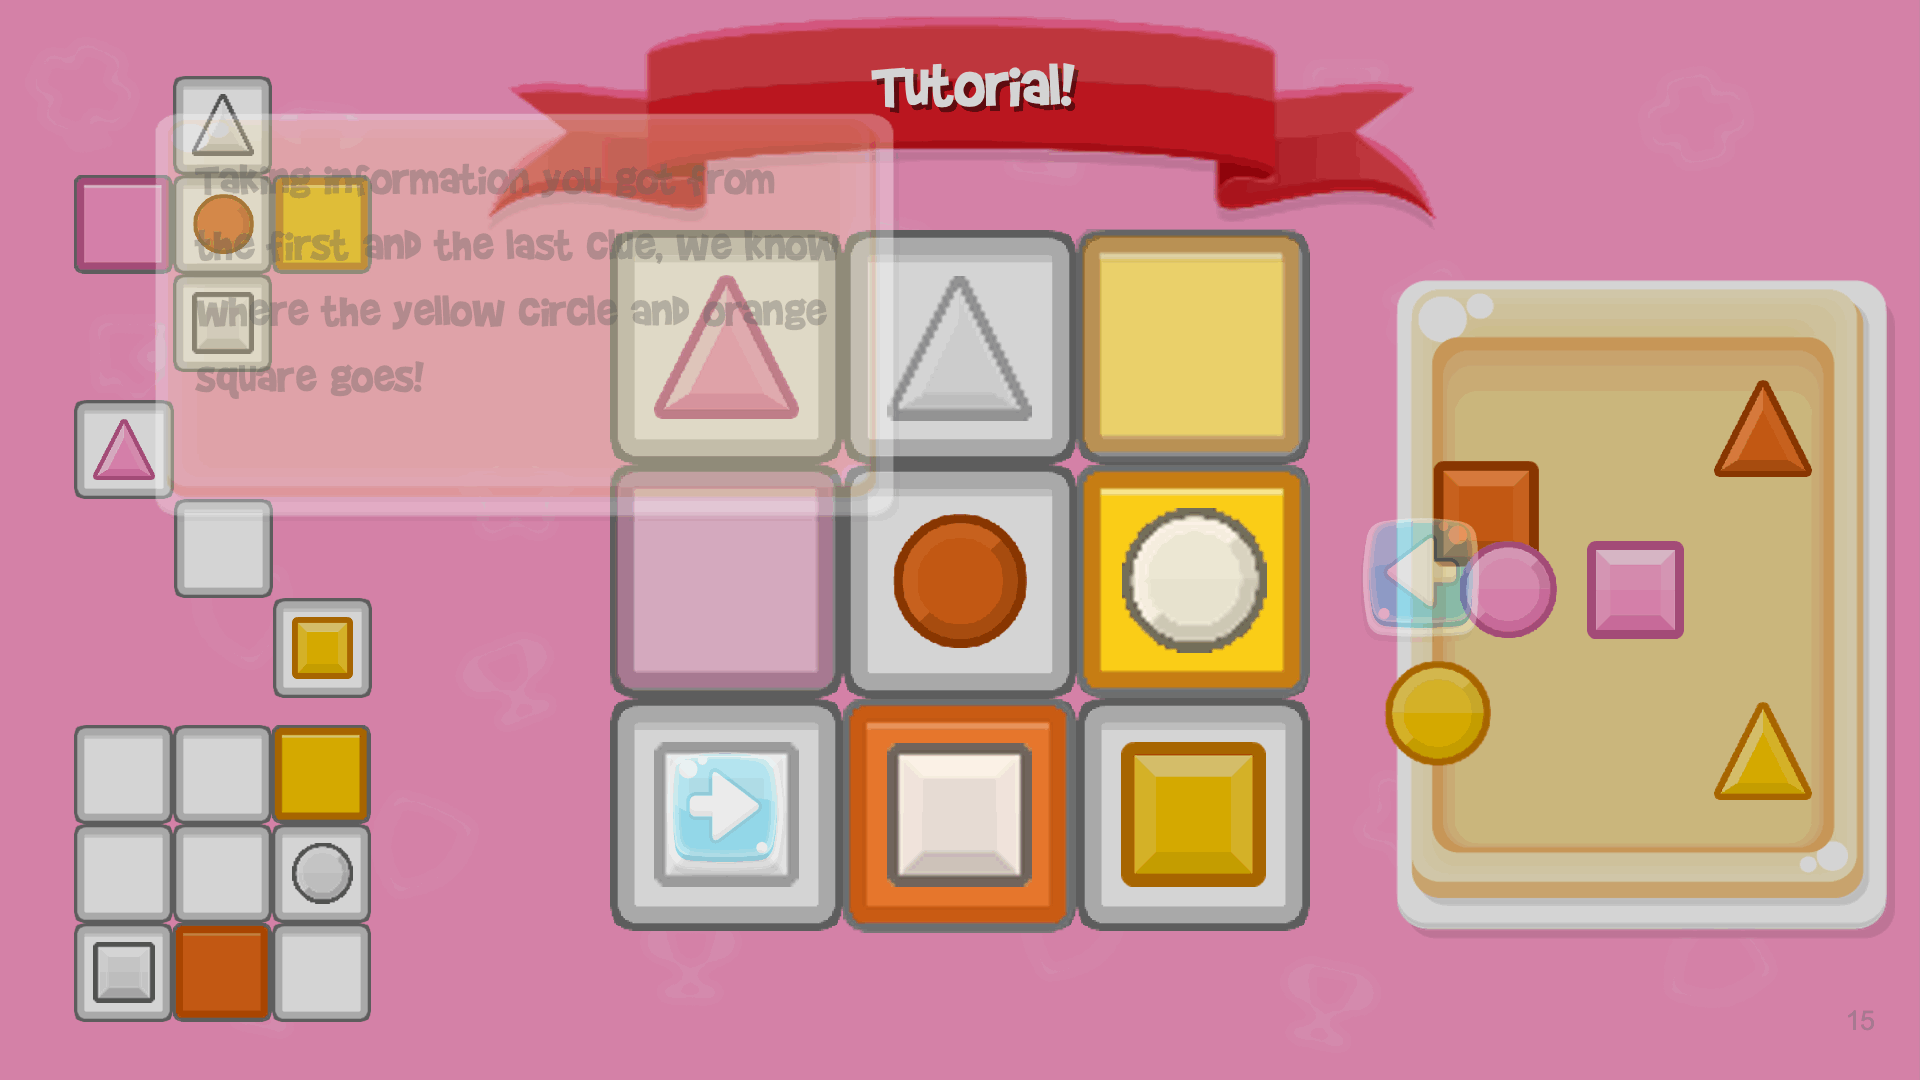 Tutorial!
Taking information you got from
the first and the last clue, we know
where the yellow circle and orange
square goes!
15